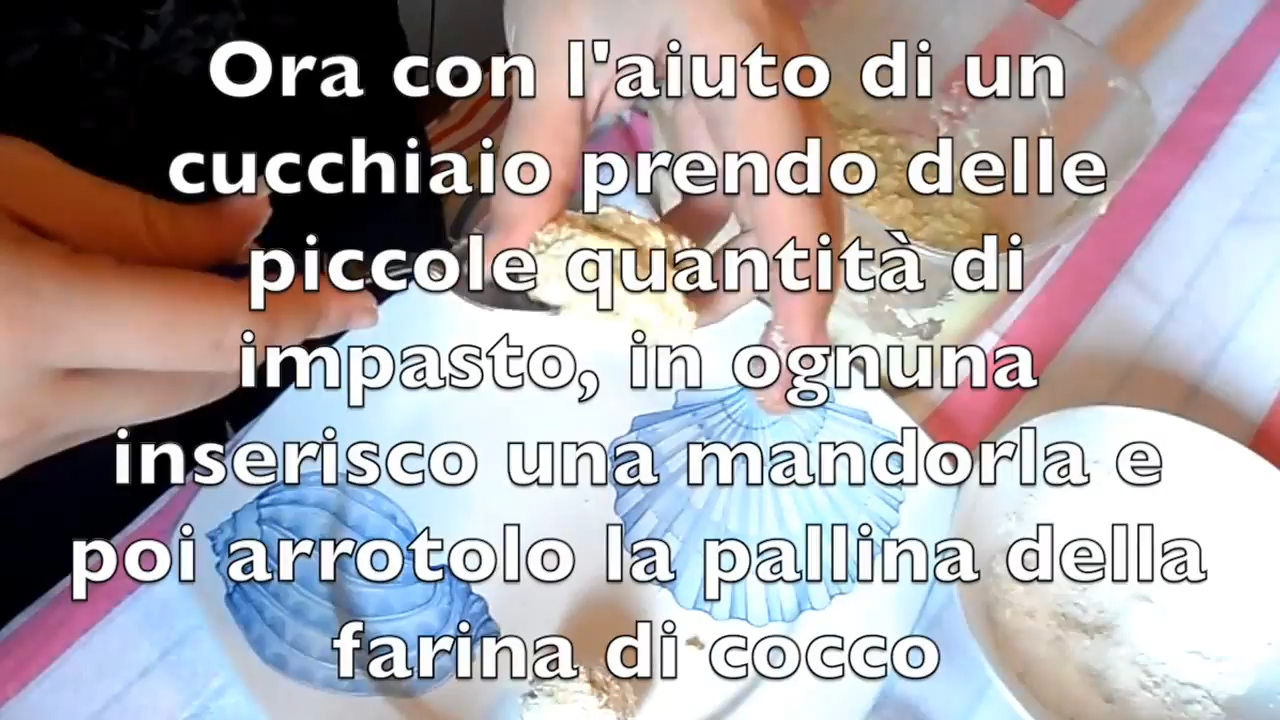 Ora con l'aiuto di un
cucchiaio prendo delle
piccole quantità di
impasto, in ognuna
inserisco una mandorla e
poi arrotolo la pallina della
farina di cocco